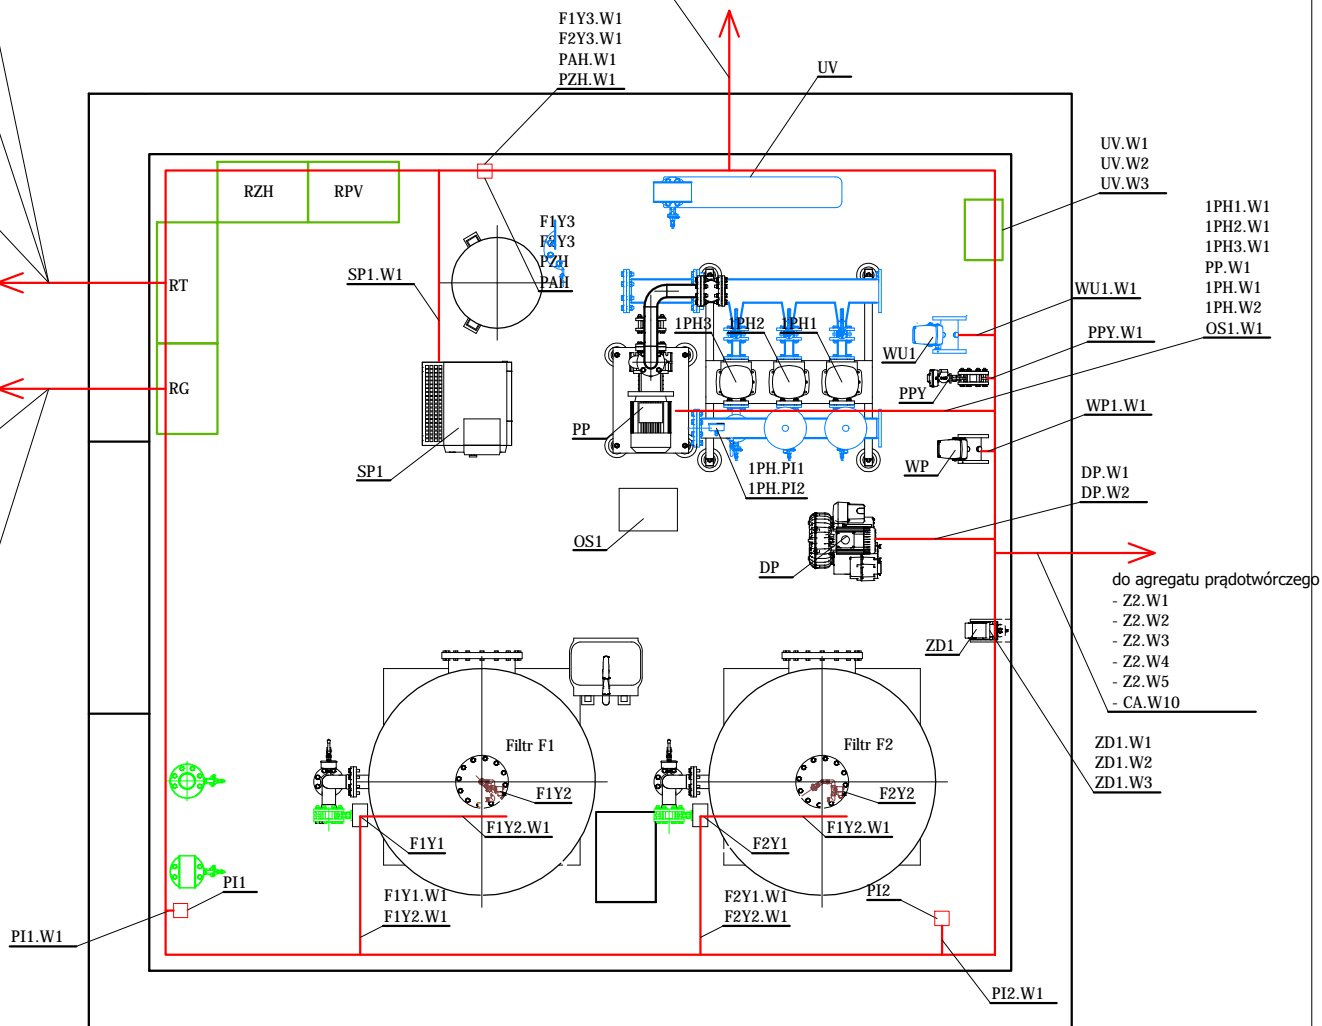 F1Y3.W1
F2Y3.W1
PAH.W1
PZH.W1
UV
UV.W1
UV.W2
UV.W3
1PH1.W1
1PH2.W1
1PH3.W1
PP.W1
1PH.W1
1PH.W2
OS1.W1
RZH
RPV
F1Y3
F2Y3
PZH
PAH
RT
SP1.W1
WU1.W1
1PH3
1PH2
1PH1
WU1
PPY.W1
RG
PPY
WP1.W1
PP
WP
SP1
1PH.PI1
1PH.PI2
DP.W1
DP.W2
OS1
DP
do agregatu prądotwórczego
- Z2.W1
- Z2.W2
- Z2.W3
- Z2.W4
- Z2.W5
- CA.W10
ZD1
ZD1.W1
ZD1.W2
ZD1.W3
Filtr F1
Filtr F2
F1Y2
F2Y2
F1Y2.W1
F1Y2.W1
F1Y1
F2Y1
PI1
F1Y1.W1
F1Y2.W1
F2Y1.W1
F2Y2.W1
PI2
PI1.W1
PI2.W1